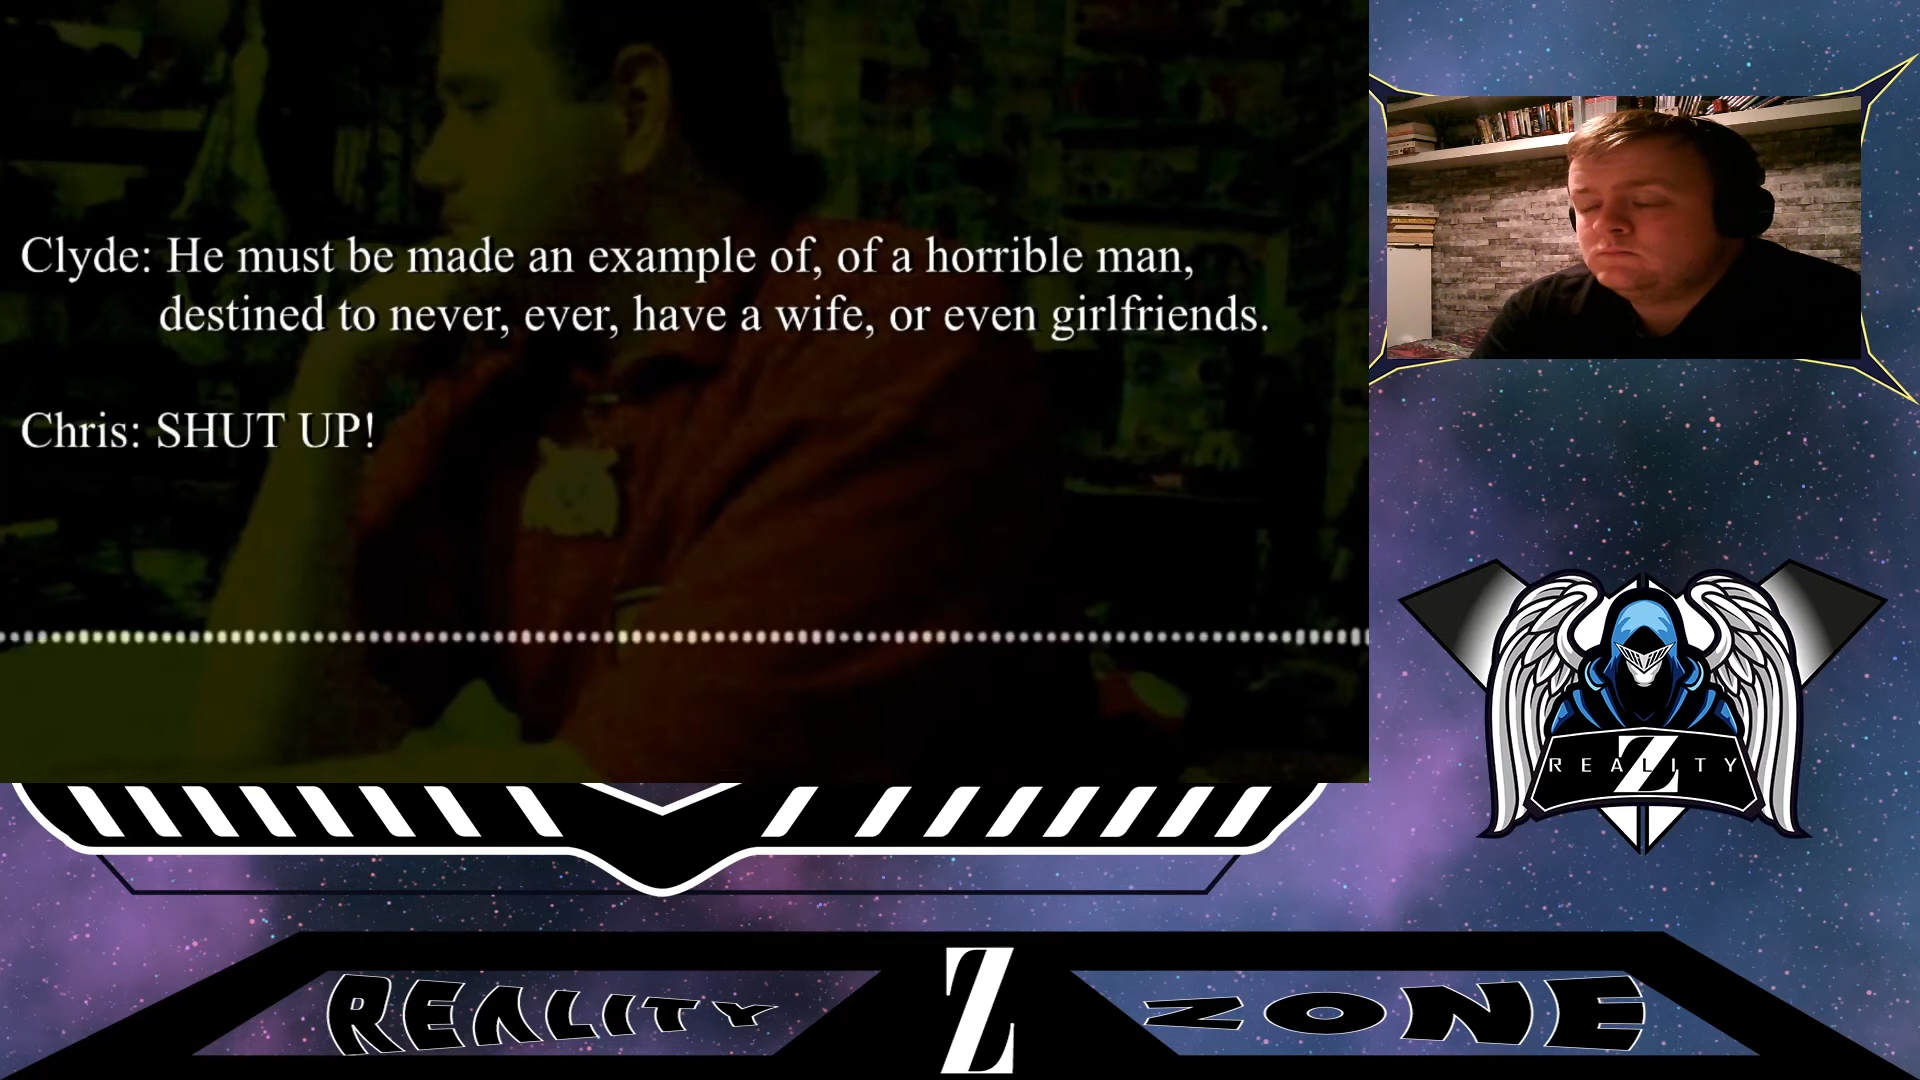 Clyde: He must be made an example of, of a horrible man,
destined to never, ever, have a wife, or even girlfriends.
Chris: SHUT UP!
REALITY
Z
REALITY
Z
ZONE